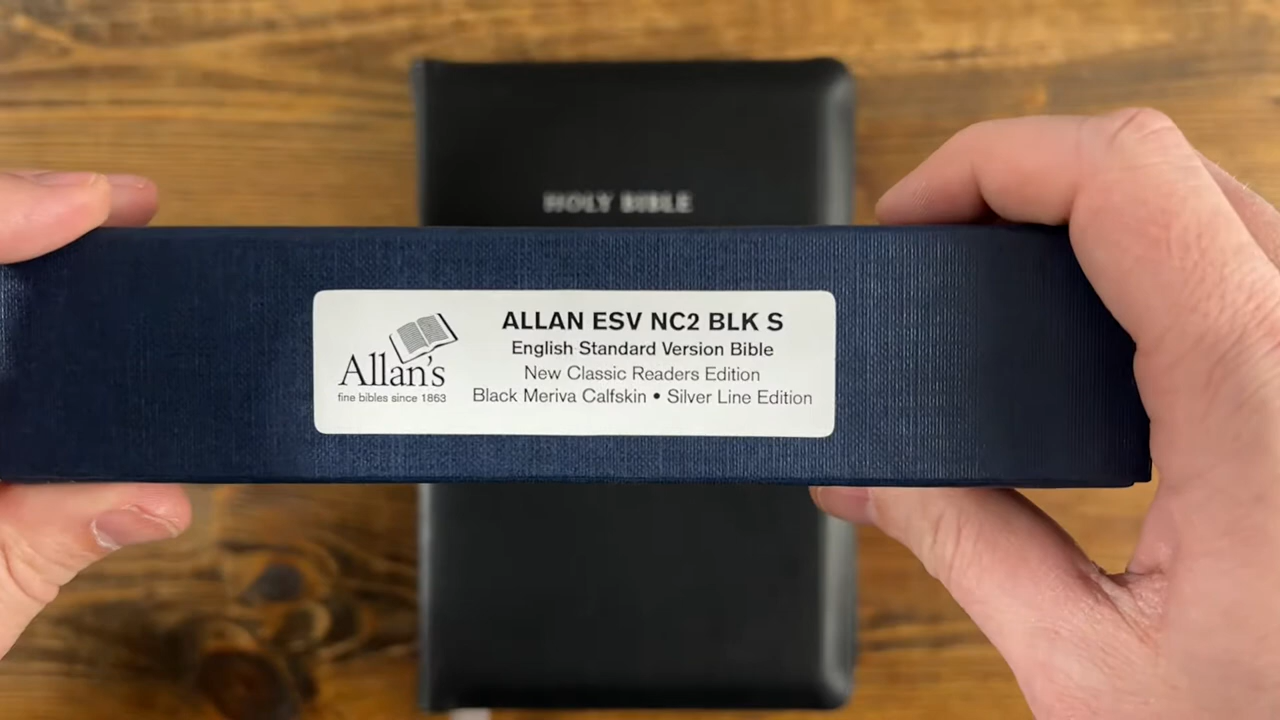 HOLY BIBLE
Allan's
fine bibles since 1863
ALLAN ESV NC2 BLK S
English Standard Version Bible
New Classic Readers Edition
Black Meriva Calfskin • Silver Line Edition